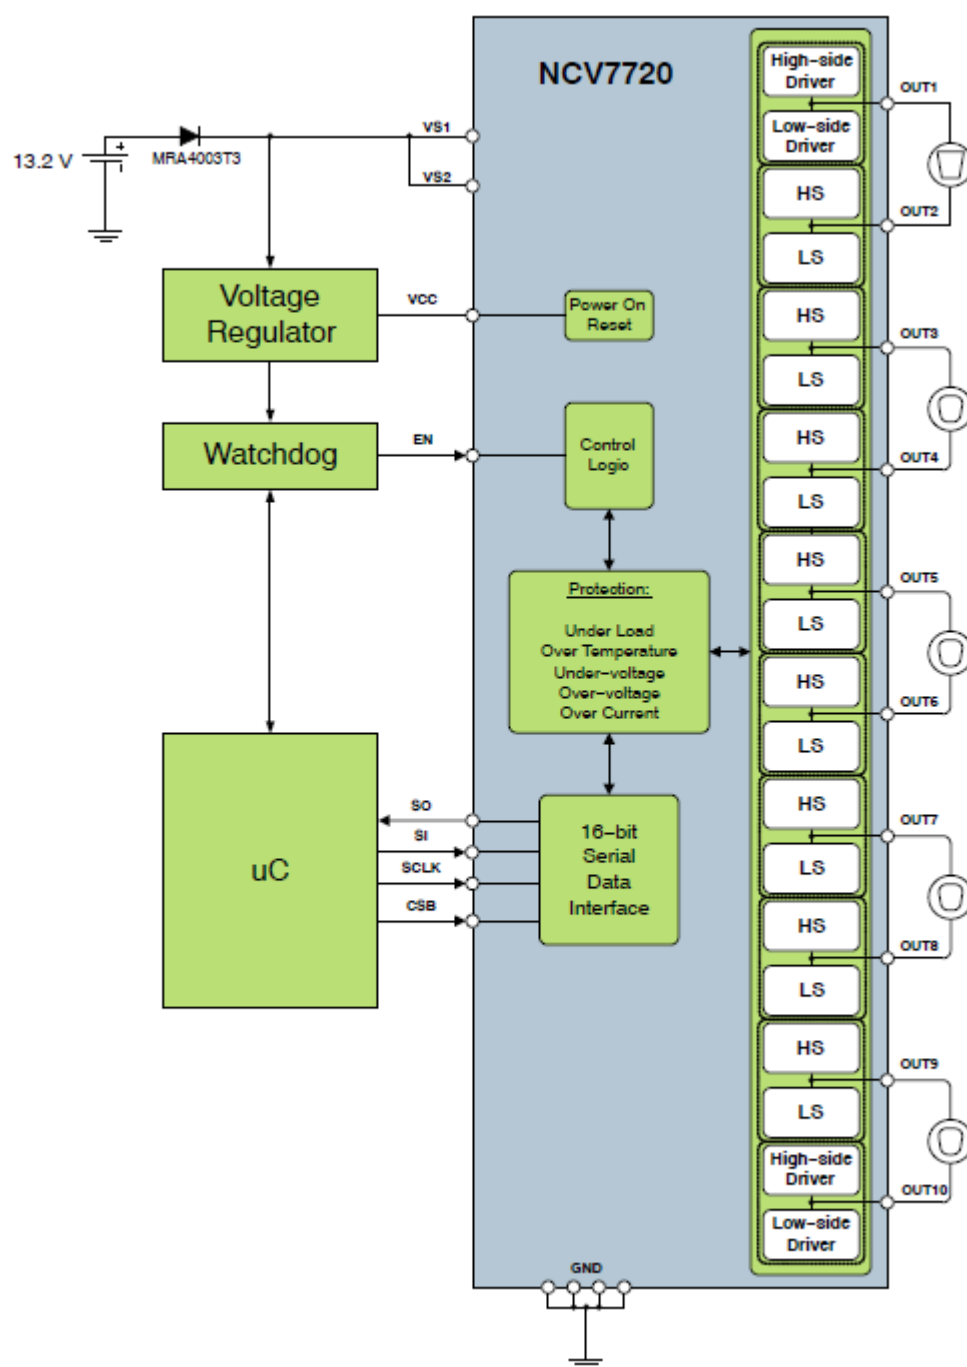 NCV7720
13.2 V
+
MRA4003T3
VS1
VS2
Voltage
Regulator
VCC
Power On
Reset
Watchdog
EN
Control
Logic
Protection:
Under Load
Over Temperature
Under-voltage
Over-voltage
Over Current
uC
SO
SI
SCLK
CSB
16-bit
Serial
Data
Interface
GND
High-side
Driver
OUT1
Low-side
Driver
HS
OUT2
LS
HS
OUT3
LS
HS
OUT4
LS
HS
OUT5
LS
HS
OUT6
LS
HS
OUT7
LS
HS
OUT8
LS
HS
OUT9
LS
High-side
Driver
OUT10
Low-side
Driver